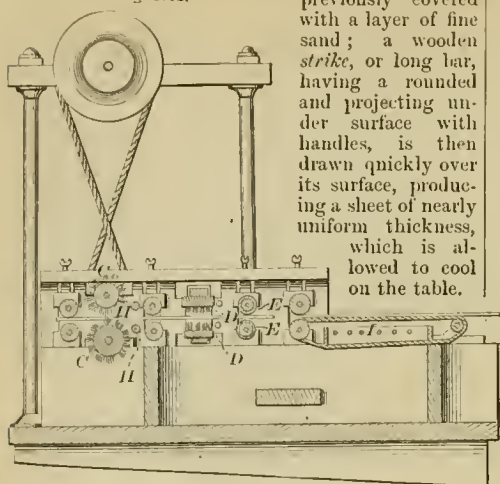 previously covered
with a layer of fine
sand ; a wooden
strike, or long bar,
having a rounded
and projecting un-
der surface with
handles, is then
drawn quickly over
its surface, produc-
ing a sheet of nearly
uniform thickness,
which is al-
lowed to cool
on the table.
C
H
D
E
E
I
C
H
D